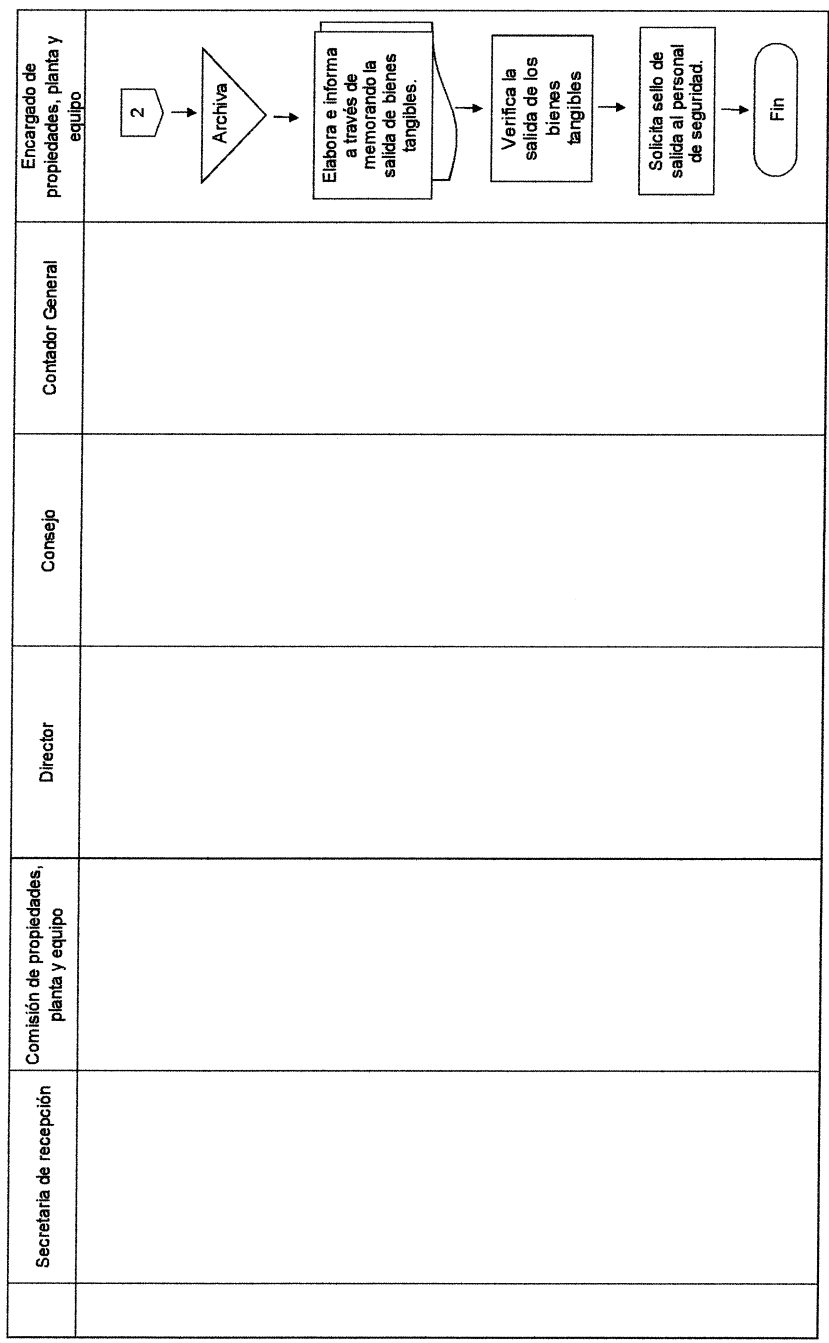 Secretaria de recepción
Comisión de propiedades,
planta y equipo
Director
Consejo
Contador General
Encargado de
propiedades, planta y
equipo
2
Archiva
Elabora e informa
a través de
memorando la
salida de bienes
tangibles.
Verifica la
salida de los
bienes
tangibles
Solicita sello de
salida al personal
de seguridad.
Fin